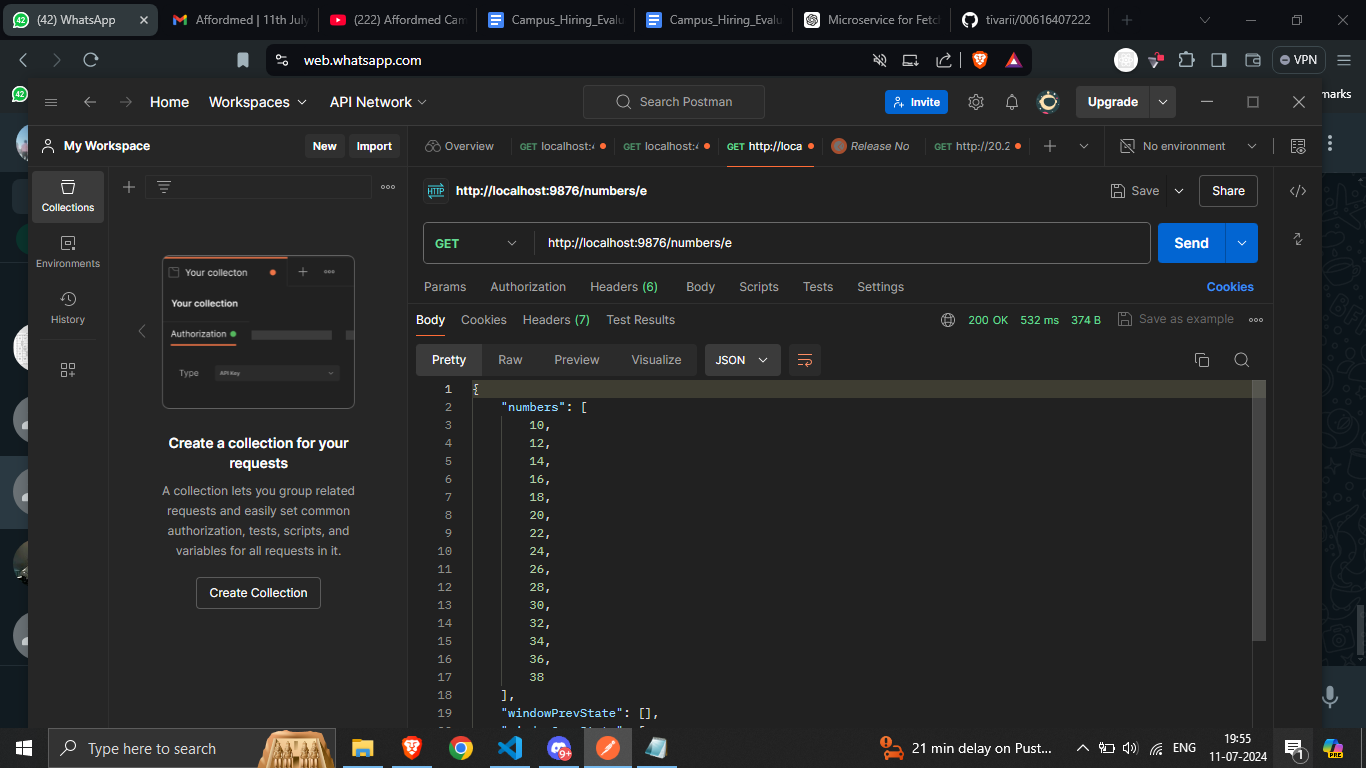 (42) WhatsApp
Affordmed | 11th July
(222) Affordmed Cam
Campus_Hiring_Evalu
Campus_Hiring_Evalu
Microservice for Fetch
tivarii/00616407222
web.whatsapp.com
VPN
42
marks
Home
Workspaces
API Network
Search Postman
Invite
Upgrade
My Workspace
New
Import
Overview
GET localhost:
GET localhost:
GET http://loca
Release No
GET http://20.2
No environment
Collections
Environments
History
HTTP
http://localhost:9876/numbers/e
Save
Share
GET
http://localhost:9876/numbers/e
Send
Params
Authorization
Headers (6)
Body
Scripts
Tests
Settings
Cookies
Body
Cookies
Headers (7)
Test Results
200 OK
532 ms
374 B
Save as example
Pretty
Raw
Preview
Visualize
JSON
Your collecton
Your collection
Authorization
Type
API Key
Create a collection for your
requests
A collection lets you group related
requests and easily set common
authorization, tests, scripts, and
variables for all requests in it.
Create Collection
1 {
2 "numbers": [
3 10,
4 12,
5 14,
6 16,
7 18,
8 20,
9 22,
10 24,
11 26,
12 28,
13 30,
14 32,
15 34,
16 36,
17 38
18 ],
19 "windowPrevState": [],
Type here to search
9+
21 min delay on Pust...
ENG
19:55
11-07-2024
1
PRE